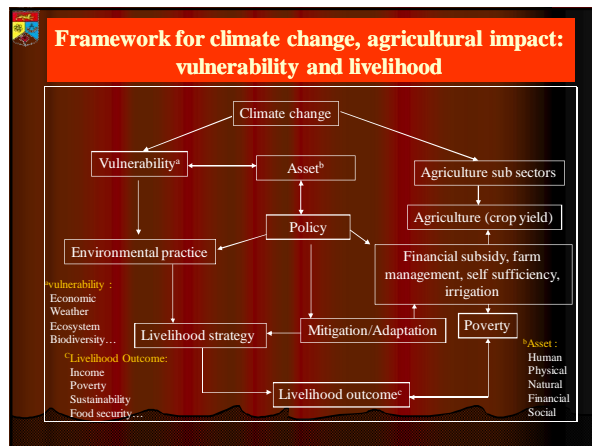 Framework for climate change, agricultural impact:
vulnerability and livelihood
Climate change
Vulnerabilityᵃ
Assetᵇ
Agriculture sub sectors
Agriculture (crop yield)
Policy
Environmental practice
Financial subsidy, farm
management, self sufficiency,
irrigation
ᵃvulnerability :
Economic
Weather
Ecosystem
Biodiversity…
Livelihood strategy
Mitigation/Adaptation
Poverty
ᶜLivelihood Outcome:
Income
Poverty
Sustainability
Food security…
Livelihood outcomeᶜ
ᵇAsset :
Human
Physical
Natural
Financial
Social